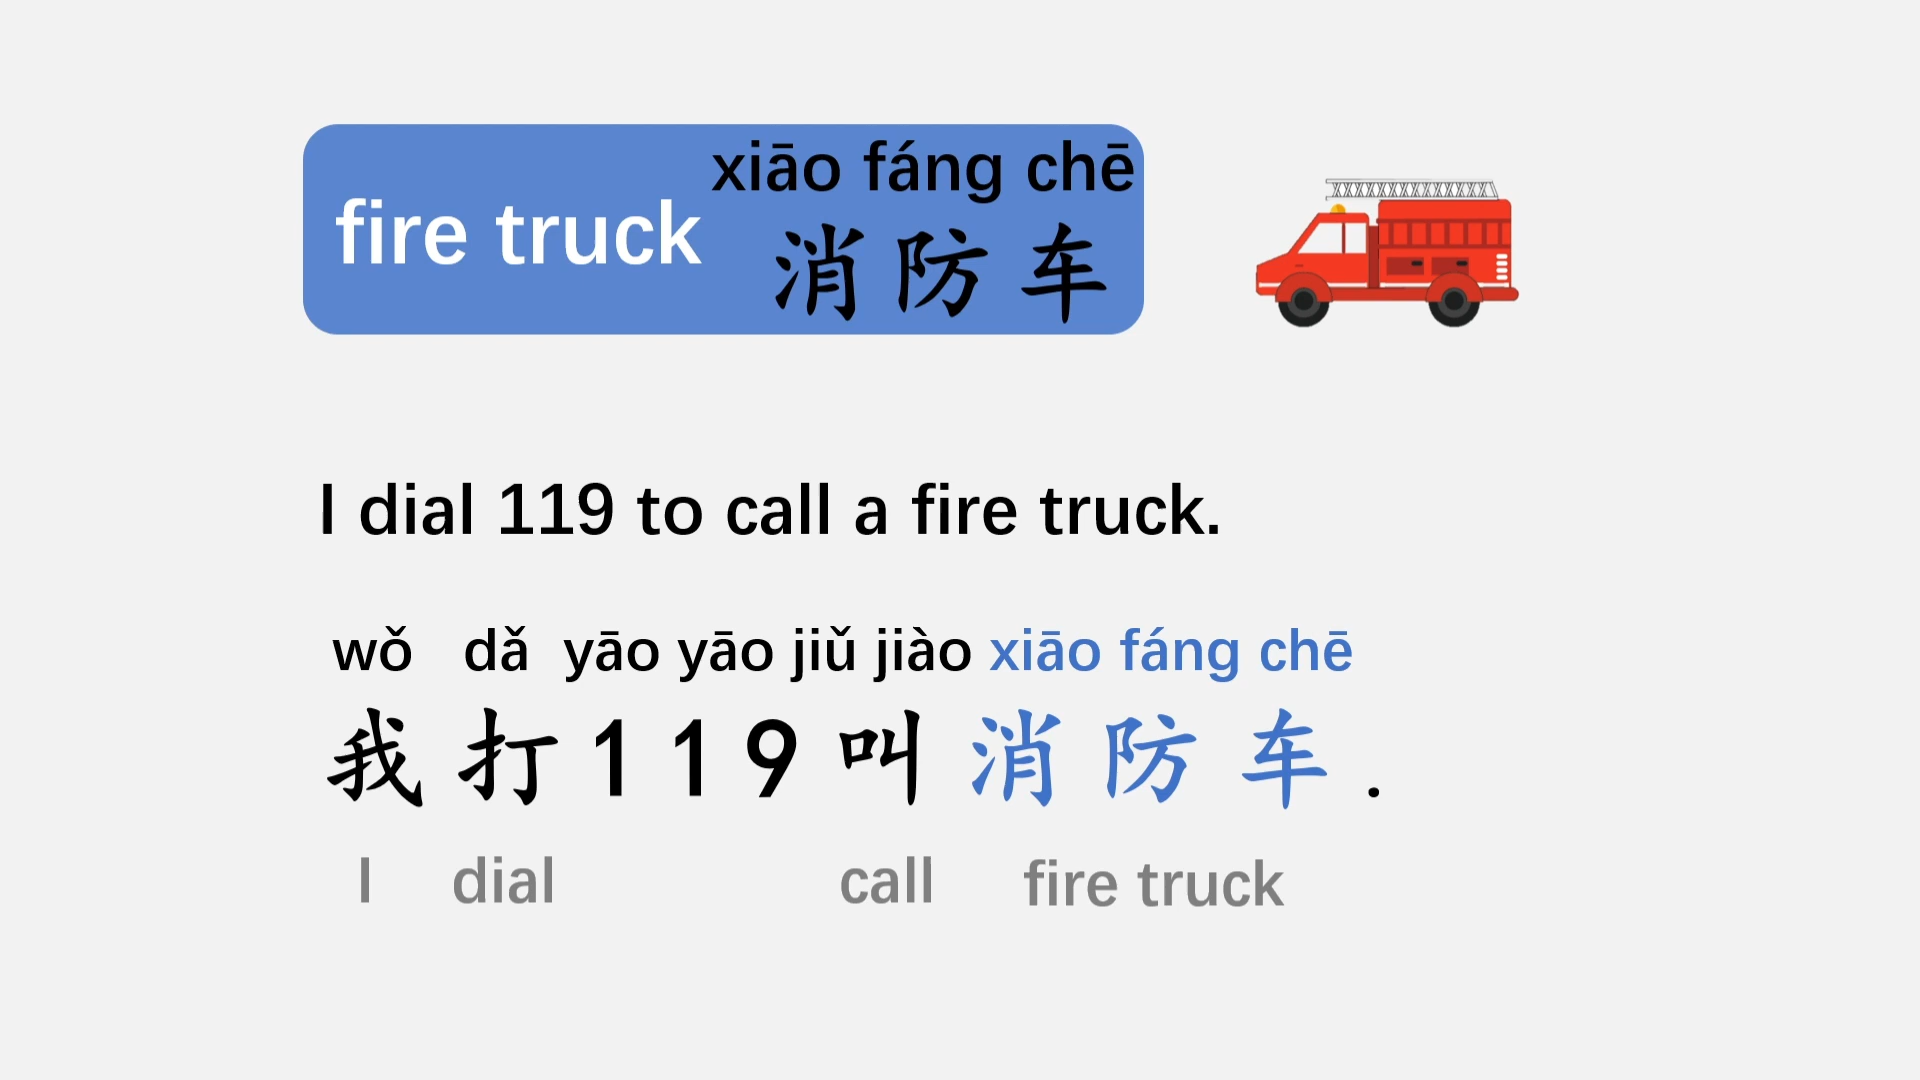 xiāo fáng chē
fire truck 消防车
I dial 119 to call a fire truck.
wǒ dǎ yāo yāo jiǔ jiào xiāo fáng chē
我打119叫消防车.
I dial call fire truck